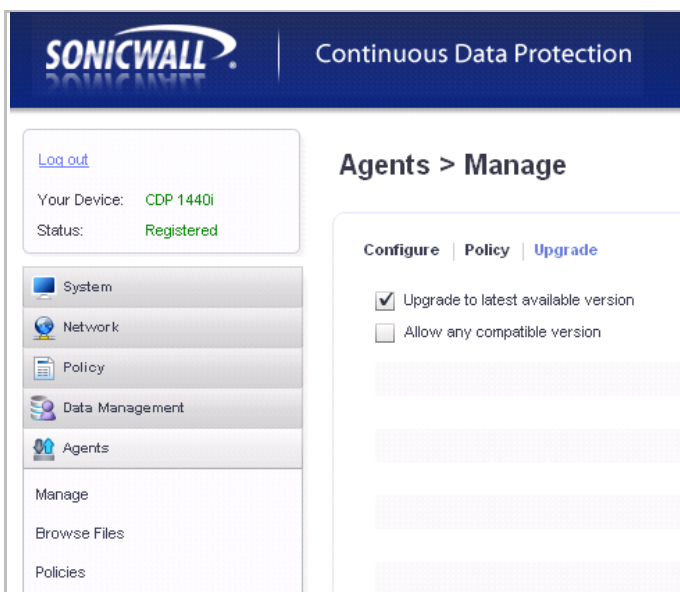 SONICWALL
Continuous Data Protection
Log out
Your Device: CDP 1440i
Status: Registered
System
Network
Policy
Data Management
Agents
Manage
Browse Files
Policies
Agents > Manage
Configure | Policy | Upgrade
Upgrade to latest available version
Allow any compatible version